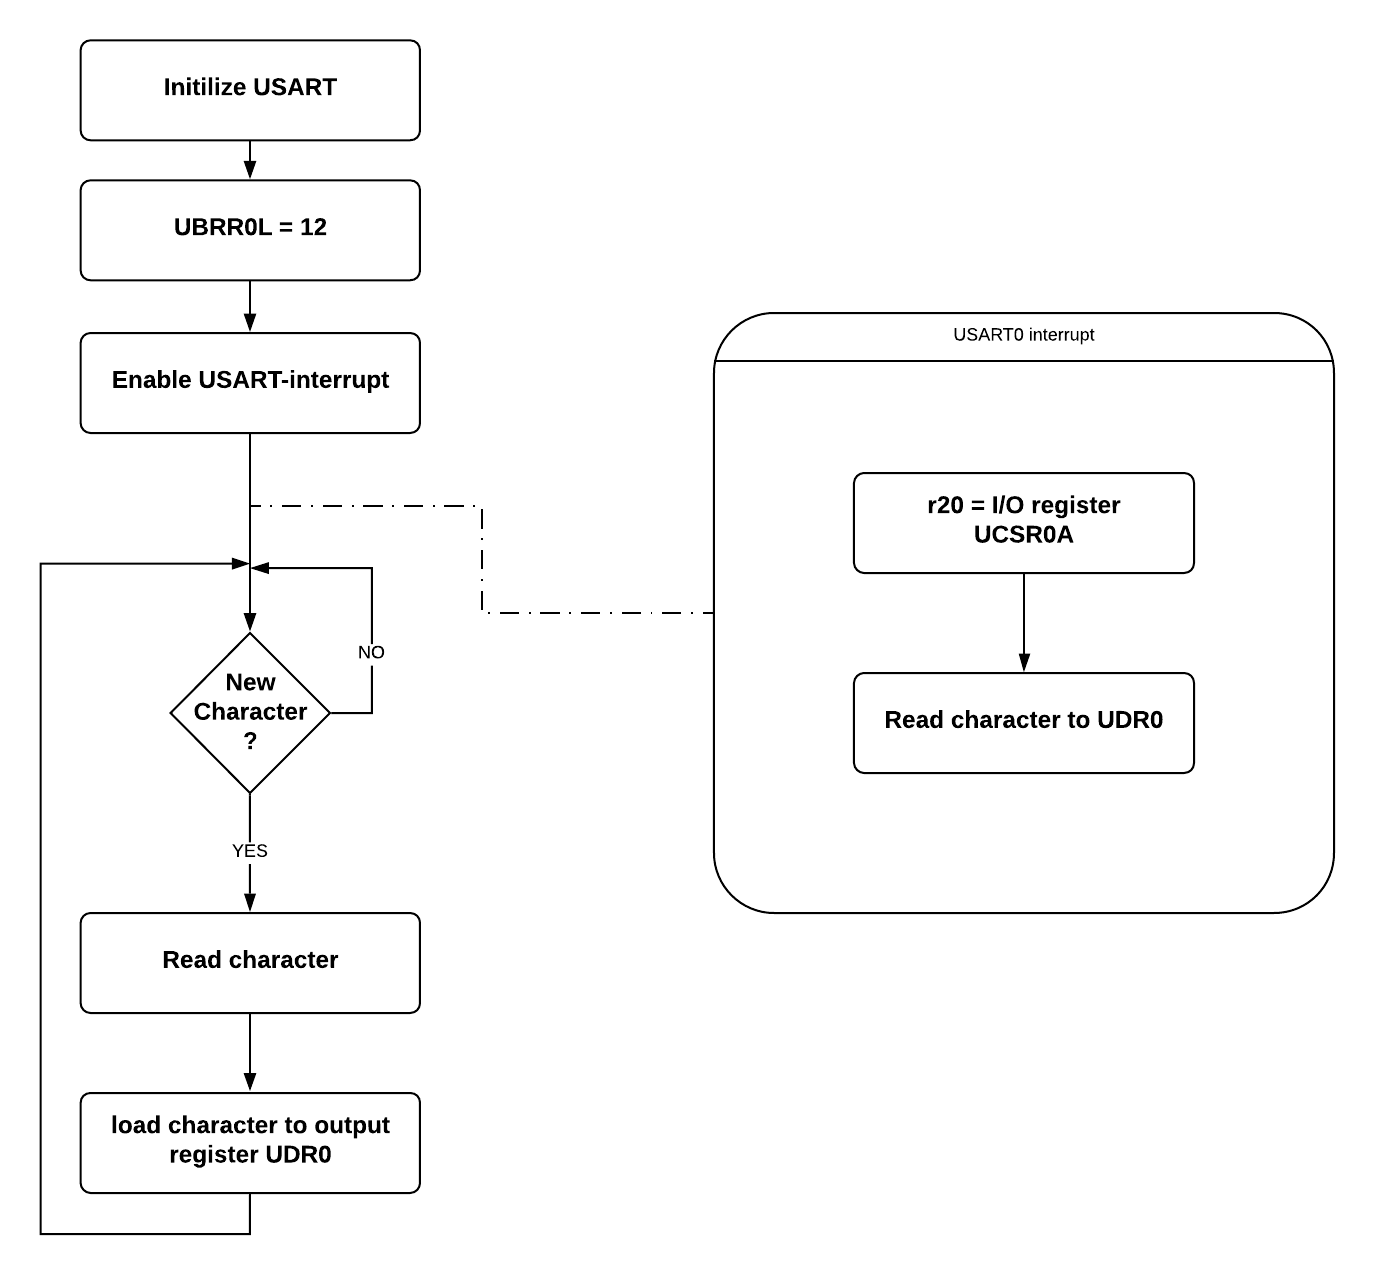 Initilize USART
UBRR0L = 12
Enable USART-interrupt
New
Character
?
NO
YES
Read character
load character to output
register UDR0
USART0 interrupt
r20 = I/O register
UCSR0A
Read character to UDR0